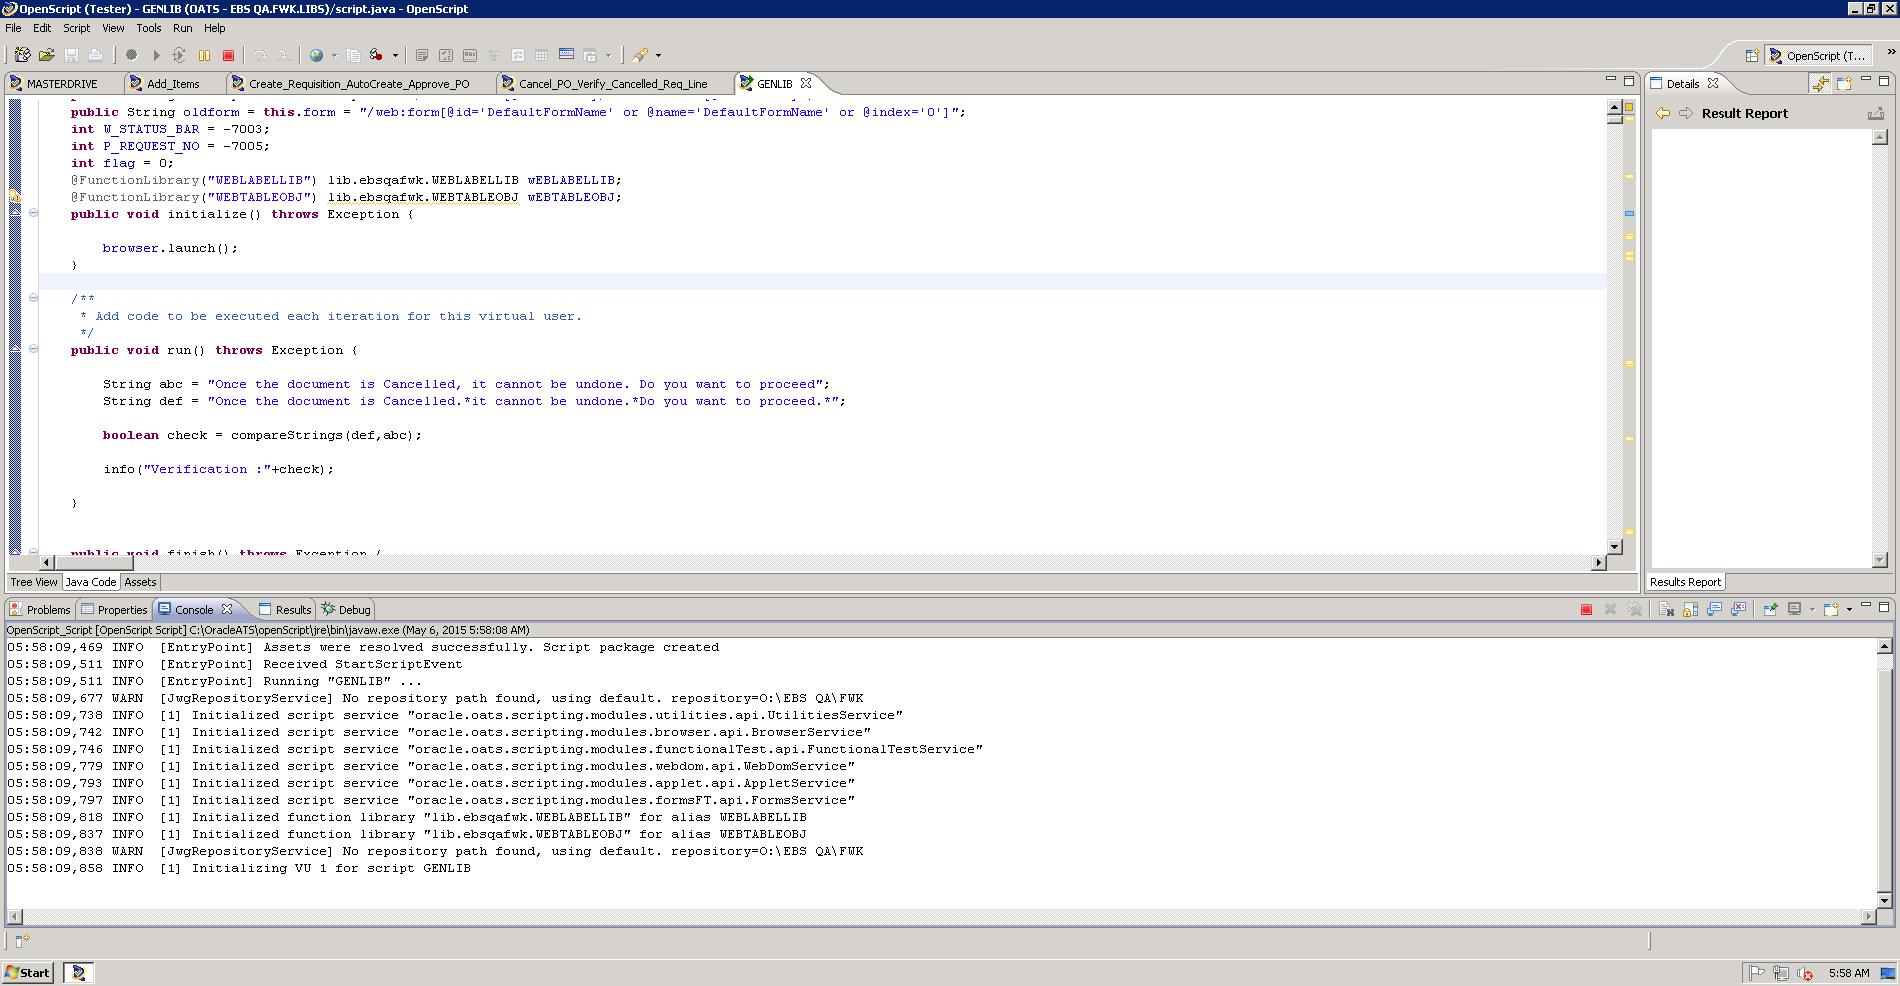 OpenScript (Tester) - GENLIB (OATS - EBS QA.FWK.LIBS)/script.java - OpenScript
File Edit Script View Tools Run Help
OpenScript (T...
MASTERDRIVE Add_Items Create_Requisition_AutoCreate_Approve_PO Cancel_PO_Verify_Cancelled_Req_Line GENLIB Details
Result Report
public String oldform = this.form = "/web:form[@id='DefaultFormName' or @name='DefaultFormName' or @index='0']";
int W_STATUS_BAR = -7003;
int P_REQUEST_NO = -7005;
int flag = 0;
@FunctionLibrary("WEBLABELLIB") lib.ebsqafwk.WEBLABELLIB wEBLABELLIB;
@FunctionLibrary("WEBTABLEOBJ") lib.ebsqafwk.WEBTABLEOBJ wEBTABLEOBJ;
public void initialize() throws Exception {
browser.launch();
}
/**
* Add code to be executed each iteration for this virtual user.
*/
public void run() throws Exception {
String abc = "Once the document is Cancelled, it cannot be undone. Do you want to proceed";
String def = "Once the document is Cancelled.*it cannot be undone.*Do you want to proceed.*";
boolean check = compareStrings(def,abc);
info("Verification :"+check);
}
public void finish() throws Exception {
Tree View Java Code Assets
Results Report
Problems Properties Console Results Debug
OpenScript_Script [OpenScript Script] C:\OracleATS\openScript\jre\bin\javaw.exe (May 6, 2015 5:58:08 AM)
05:58:09,469 INFO [EntryPoint] Assets were resolved successfully. Script package created
05:58:09,511 INFO [EntryPoint] Received StartScriptEvent
05:58:09,511 INFO [EntryPoint] Running "GENLIB" ...
05:58:09,677 WARN [JwgRepositoryService] No repository path found, using default. repository=O:\EBS QA\FWK
05:58:09,738 INFO [1] Initialized script service "oracle.oats.scripting.modules.utilities.api.UtilitiesService"
05:58:09,742 INFO [1] Initialized script service "oracle.oats.scripting.modules.browser.api.BrowserService"
05:58:09,746 INFO [1] Initialized script service "oracle.oats.scripting.modules.functionalTest.api.FunctionalTestService"
05:58:09,779 INFO [1] Initialized script service "oracle.oats.scripting.modules.webdom.api.WebDomService"
05:58:09,793 INFO [1] Initialized script service "oracle.oats.scripting.modules.applet.api.AppletService"
05:58:09,797 INFO [1] Initialized script service "oracle.oats.scripting.modules.formsFT.api.FormsService"
05:58:09,818 INFO [1] Initialized function library "lib.ebsqafwk.WEBLABELLIB" for alias WEBLABELLIB
05:58:09,837 INFO [1] Initialized function library "lib.ebsqafwk.WEBTABLEOBJ" for alias WEBTABLEOBJ
05:58:09,838 WARN [JwgRepositoryService] No repository path found, using default. repository=O:\EBS QA\FWK
05:58:09,858 INFO [1] Initializing VU 1 for script GENLIB
Start
5:58 AM